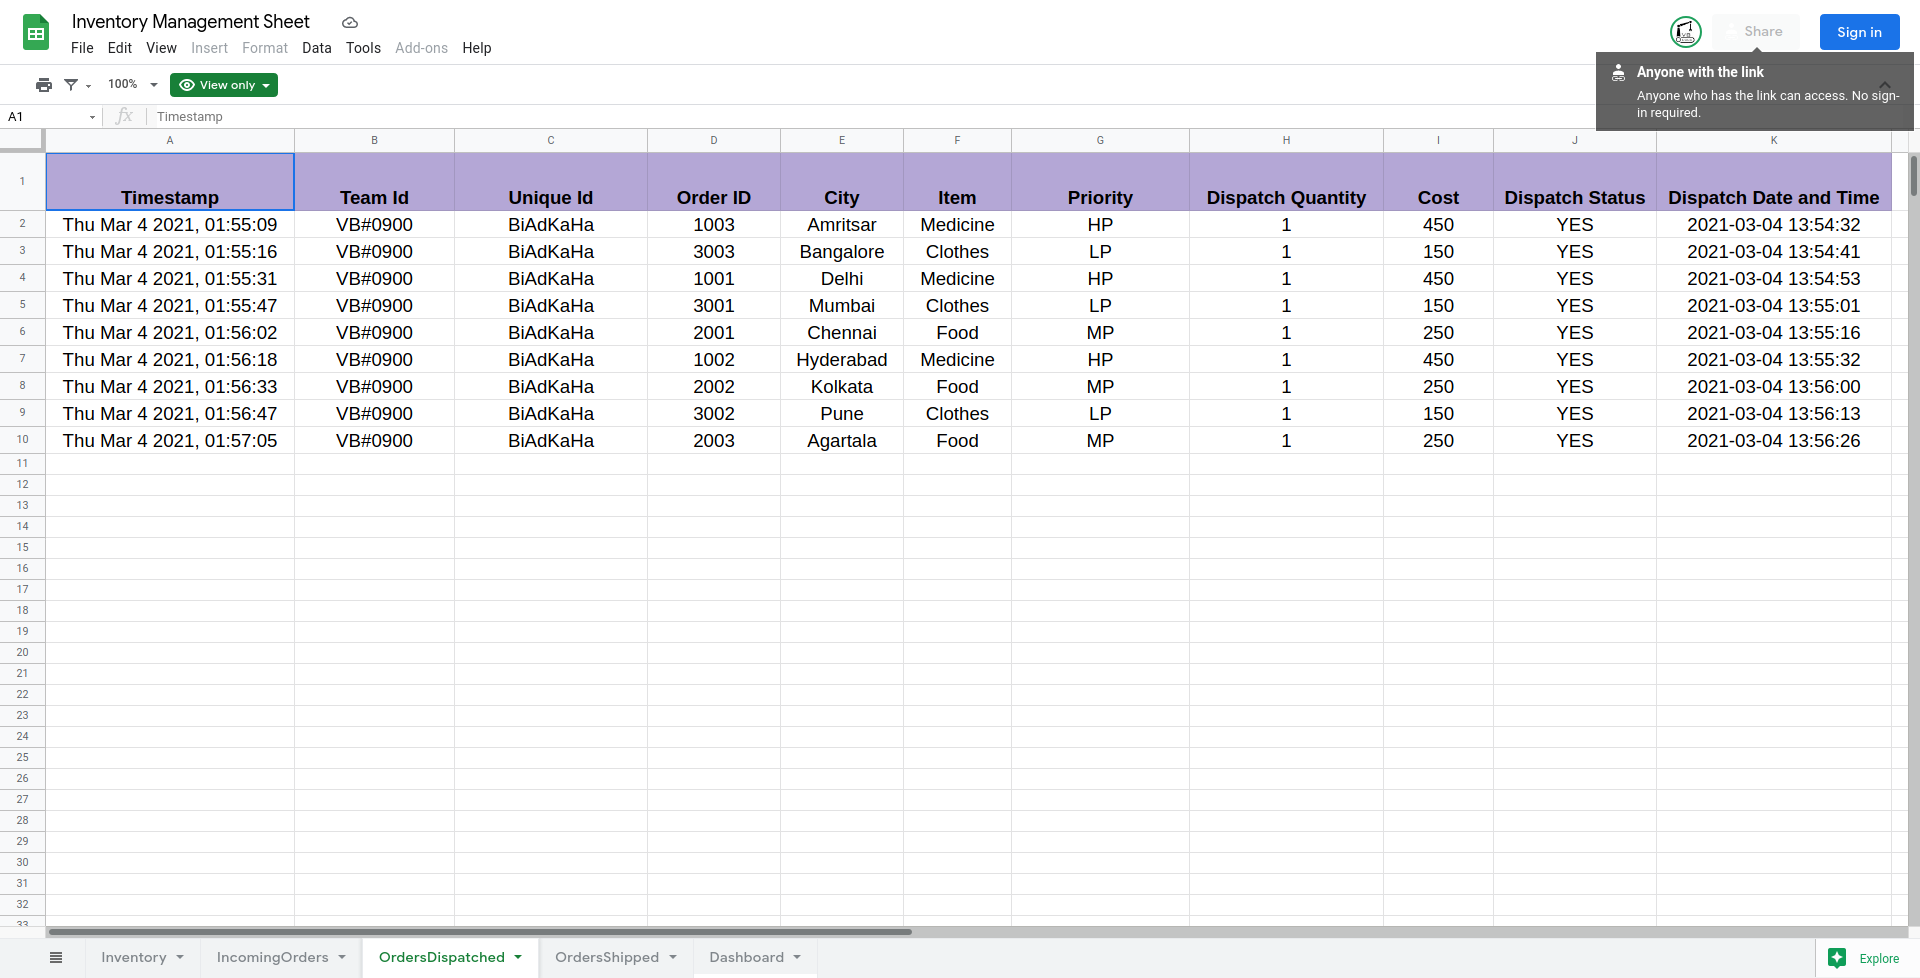 Inventory Management Sheet
File Edit View Insert Format Data Tools Add-ons Help
Share
Sign in
100%
View only
Anyone with the link
Anyone who has the link can access. No sign-
in required.
A1
fx
Timestamp
A B C D E F G H I J K
1 Timestamp Team Id Unique Id Order ID City Item Priority Dispatch Quantity Cost Dispatch Status Dispatch Date and Time
2 Thu Mar 4 2021, 01:55:09 VB#0900 BiAdKaHa 1003 Amritsar Medicine HP 1 450 YES 2021-03-04 13:54:32
3 Thu Mar 4 2021, 01:55:16 VB#0900 BiAdKaHa 3003 Bangalore Clothes LP 1 150 YES 2021-03-04 13:54:41
4 Thu Mar 4 2021, 01:55:31 VB#0900 BiAdKaHa 1001 Delhi Medicine HP 1 450 YES 2021-03-04 13:54:53
5 Thu Mar 4 2021, 01:55:47 VB#0900 BiAdKaHa 3001 Mumbai Clothes LP 1 150 YES 2021-03-04 13:55:01
6 Thu Mar 4 2021, 01:56:02 VB#0900 BiAdKaHa 2001 Chennai Food MP 1 250 YES 2021-03-04 13:55:16
7 Thu Mar 4 2021, 01:56:18 VB#0900 BiAdKaHa 1002 Hyderabad Medicine HP 1 450 YES 2021-03-04 13:55:32
8 Thu Mar 4 2021, 01:56:33 VB#0900 BiAdKaHa 2002 Kolkata Food MP 1 250 YES 2021-03-04 13:56:00
9 Thu Mar 4 2021, 01:56:47 VB#0900 BiAdKaHa 3002 Pune Clothes LP 1 150 YES 2021-03-04 13:56:13
10 Thu Mar 4 2021, 01:57:05 VB#0900 BiAdKaHa 2003 Agartala Food MP 1 250 YES 2021-03-04 13:56:26
11
12
13
14
15
16
17
18
19
20
21
22
23
24
25
26
27
28
29
30
31
32
33
Inventory IncomingOrders OrdersDispatched OrdersShipped Dashboard Explore